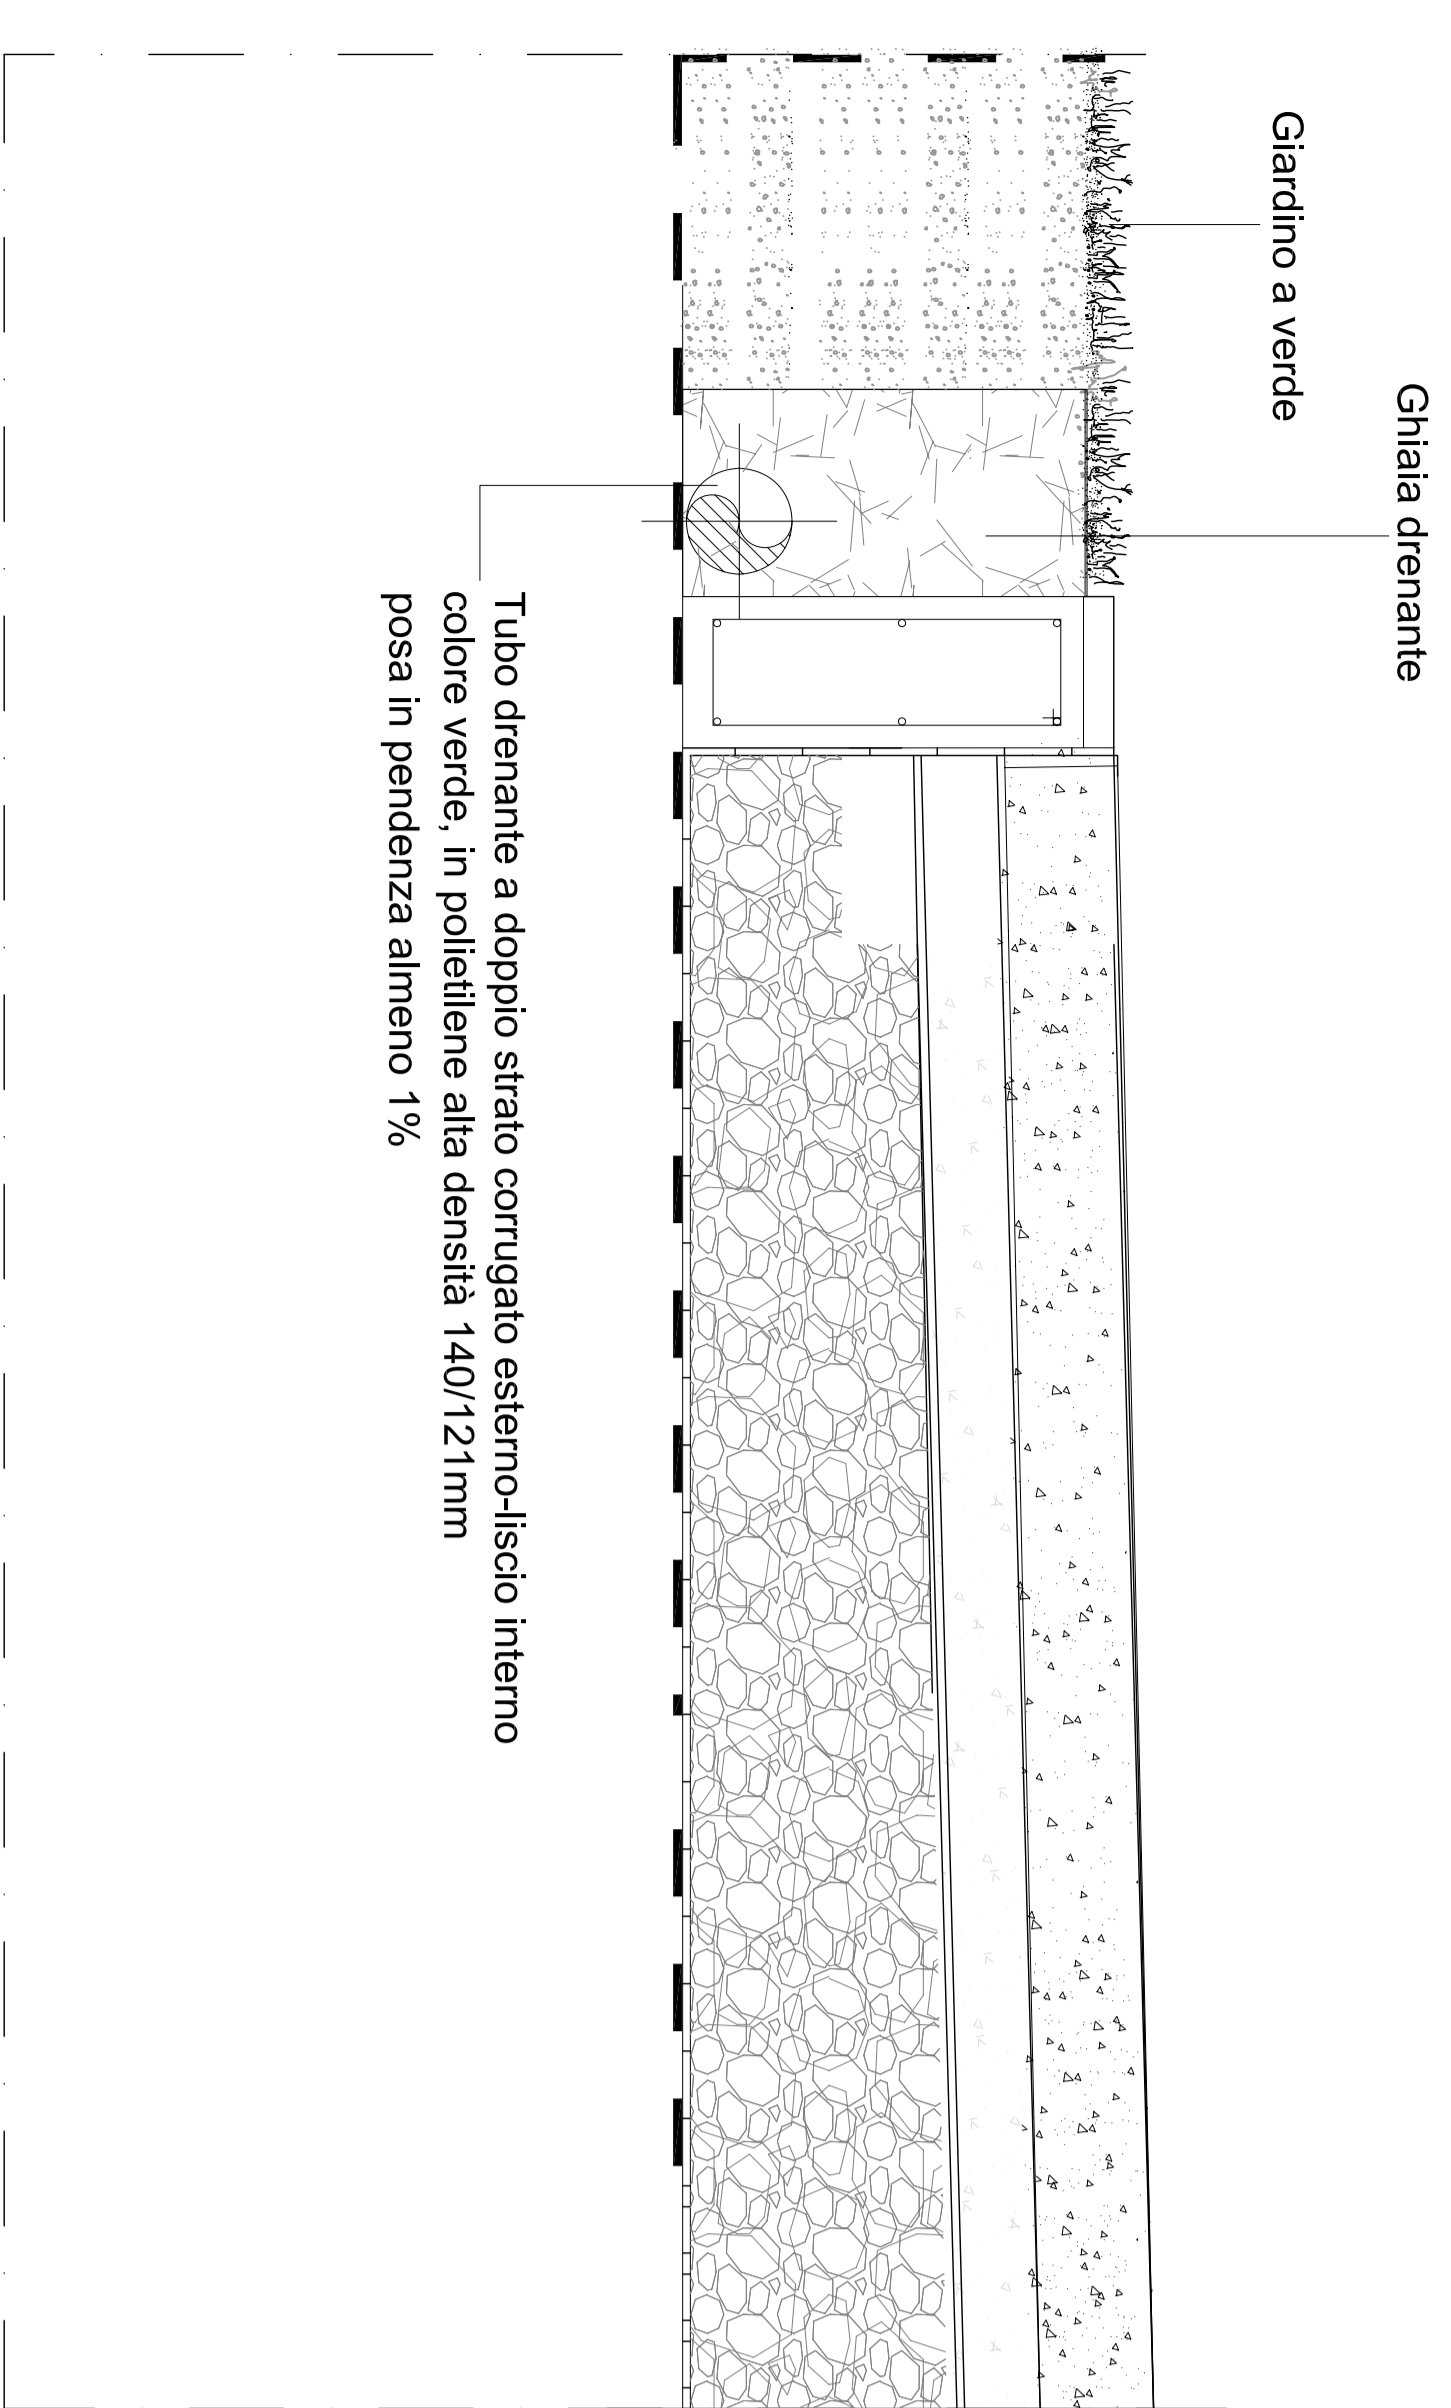 Ghiaia drenante
Giardino a verde
Tubo drenante a doppio strato corrugato esterno-liscio interno
colore verde, in polietilene alta densità 140/121mm
posa in pendenza almeno 1%